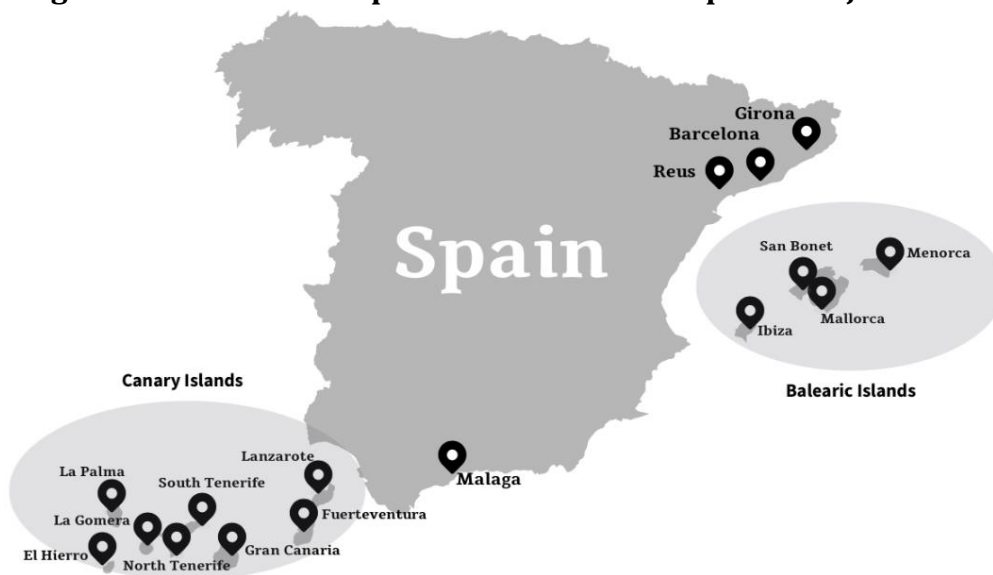 Girona
Barcelona
Reus
Spain
San Bonet
Menorca
Ibiza
Mallorca
Canary Islands
Balearic Islands
Lanzarote
La Palma
South Tenerife
Malaga
La Gomera
Fuerteventura
El Hierro
North Tenerife
Gran Canaria